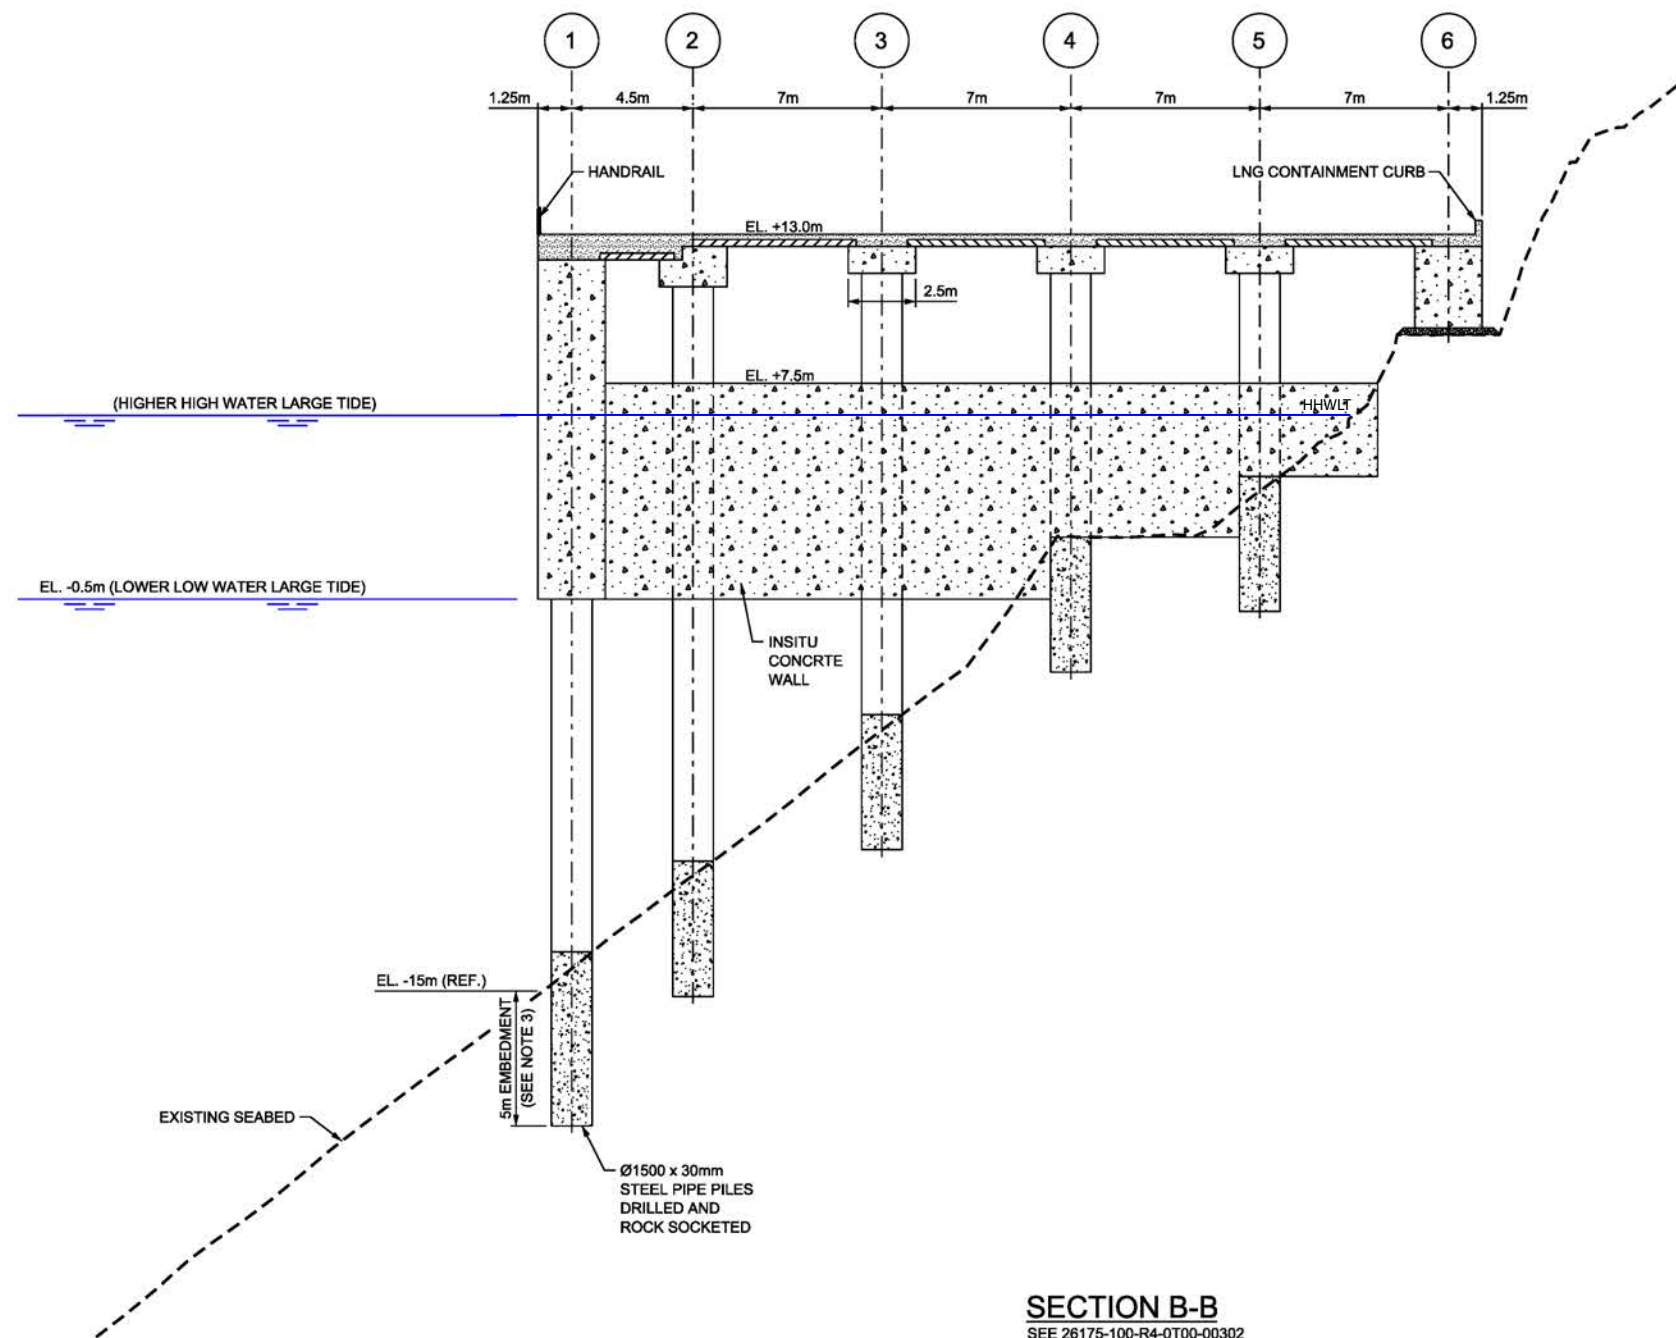 1 2 3 4 5 6
1.25m 4.5m 7m 7m 7m 7m 1.25m
HANDRAIL
LNG CONTAINMENT CURB
EL. +13.0m
2.5m
EL. +7.5m
(HIGHER HIGH WATER LARGE TIDE)
HHWLT
EL. -0.5m (LOWER LOW WATER LARGE TIDE)
INSITU
CONCRTE
WALL
EL. -15m (REF.)
5m EMBEDMENT
(SEE NOTE 3)
EXISTING SEABED
Ø1500 x 30mm
STEEL PIPE PILES
DRILLED AND
ROCK SOCKETED
SECTION B-B
SEE 26175-100-R4-0T00-00302